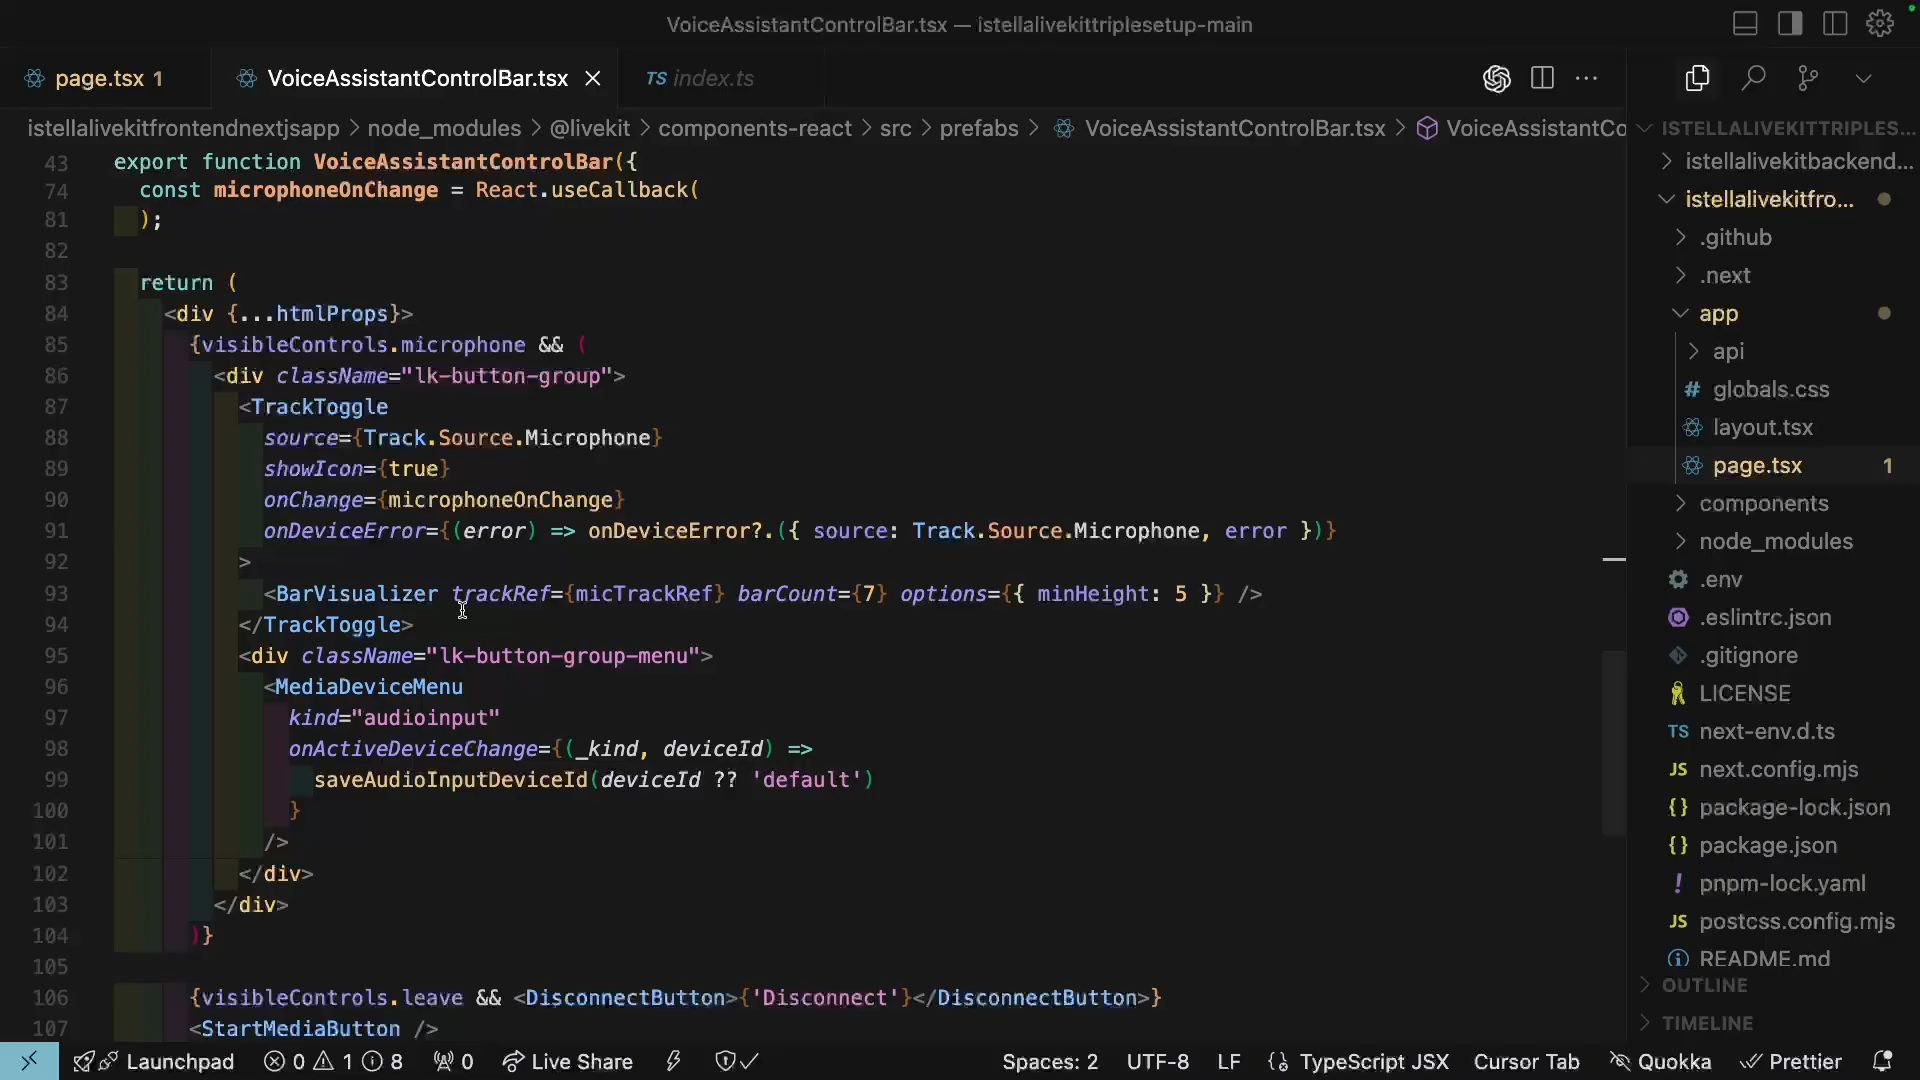 VoiceAssistantControlBar.tsx — istellalivekittriplesetup-main
page.tsx 1
VoiceAssistantControlBar.tsx
TS index.ts
istellalivekitfrontendnextjsapp > node_modules > @livekit > components-react > src > prefabs > VoiceAssistantControlBar.tsx > VoiceAssistantCo
43 export function VoiceAssistantControlBar({
74 const microphoneOnChange = React.useCallback(
81 );
82
83 return (
84 <div {...htmlProps}>
85 {visibleControls.microphone && (
86 <div className="lk-button-group">
87 <TrackToggle
88 source={Track.Source.Microphone}
89 showIcon={true}
90 onChange={microphoneOnChange}
91 onDeviceError={(error) => onDeviceError?.({ source: Track.Source.Microphone, error })}
92 >
93 <BarVisualizer trackRef={micTrackRef} barCount={7} options={{ minHeight: 5 }} />
94 </TrackToggle>
95 <div className="lk-button-group-menu">
96 <MediaDeviceMenu
97 kind="audioinput"
98 onActiveDeviceChange={(_kind, deviceId) =>
99 saveAudioInputDeviceId(deviceId ?? 'default')
100 }
101 />
102 </div>
103 </div>
104 )}
105
106 {visibleControls.leave && <DisconnectButton>{'Disconnect'}</DisconnectButton>}
107 <StartMediaButton />
ISTELLALIVEKITTRIPLES...
istellalivekitbackend...
istellalivekitfro...
.github
.next
app
api
# globals.css
layout.tsx
page.tsx 1
components
node_modules
.env
.eslintrc.json
.gitignore
LICENSE
TS next-env.d.ts
JS next.config.mjs
{} package-lock.json
{} package.json
! pnpm-lock.yaml
JS postcss.config.mjs
README.md
OUTLINE
TIMELINE
Launchpad 0 1 8 0 Live Share Spaces: 2 UTF-8 LF {} TypeScript JSX Cursor Tab Quokka Prettier